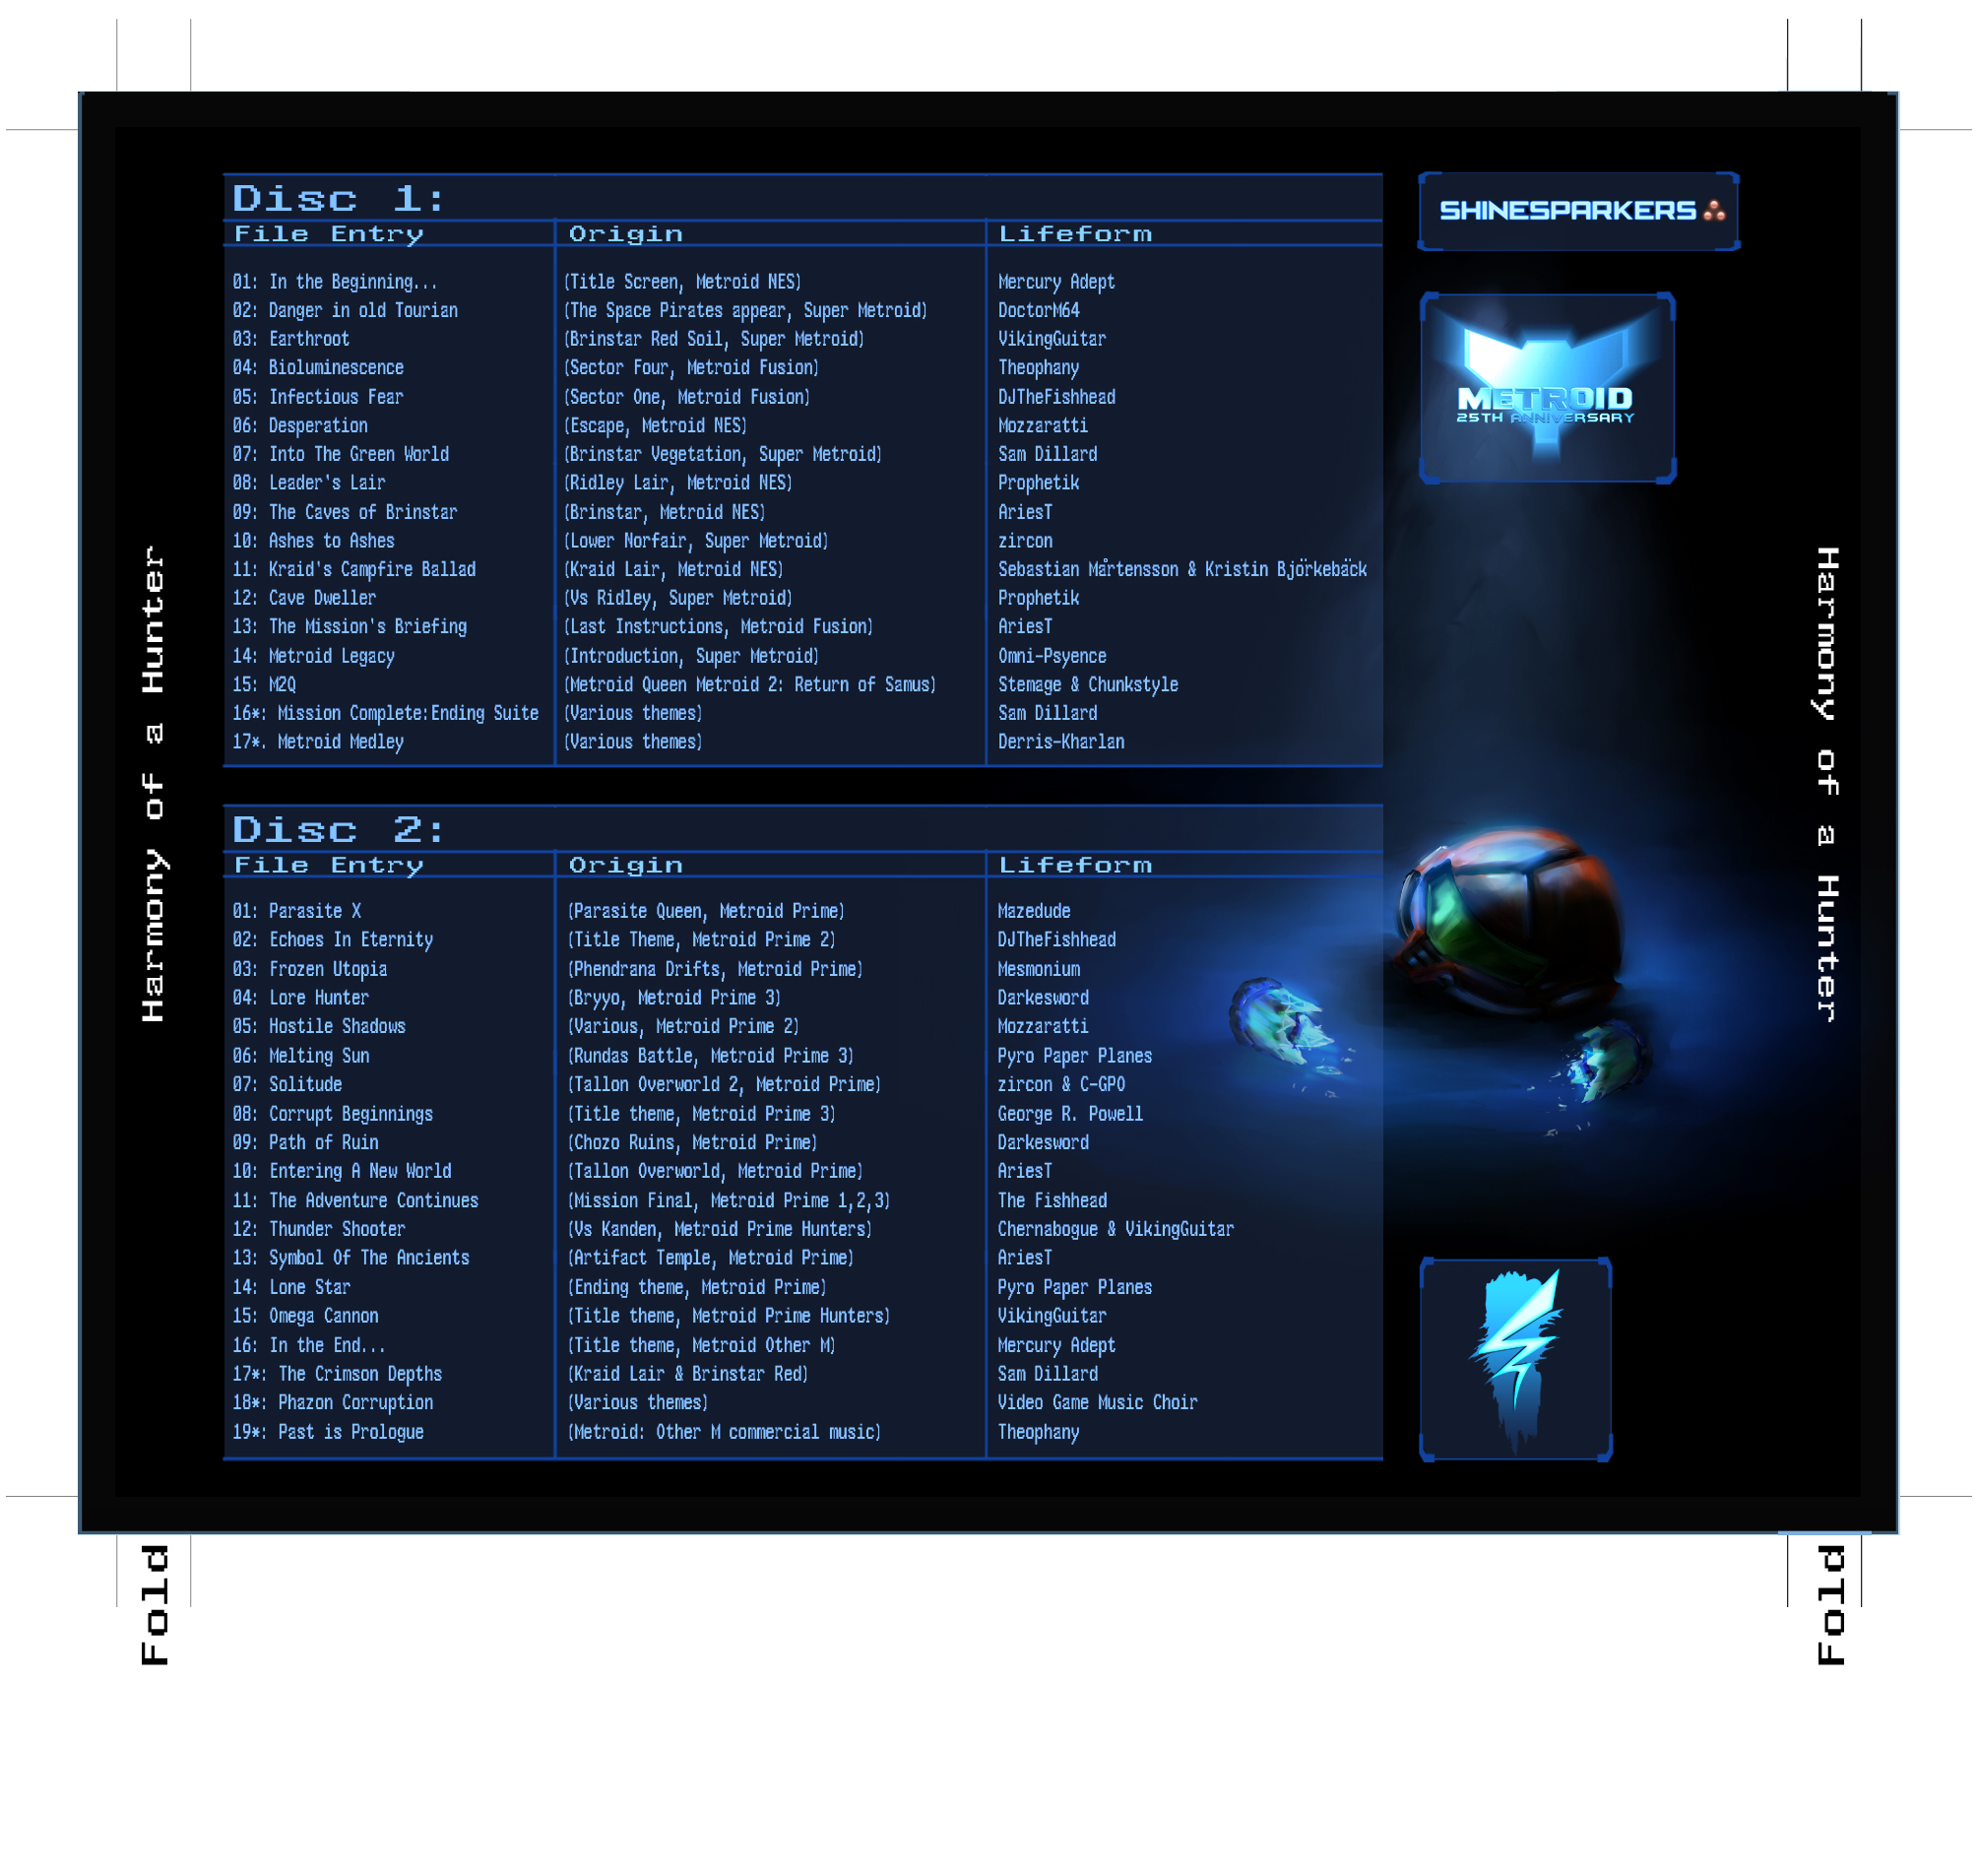 Disc 1:
File Entry Origin Lifeform
01: In the Beginning... (Title Screen, Metroid NES) Mercury Adept
02: Danger in old Tourian (The Space Pirates appear, Super Metroid) DoctorM64
03: Earthroot (Brinstar Red Soil, Super Metroid) VikingGuitar
04: Bioluminescence (Sector Four, Metroid Fusion) Theophany
05: Infectious Fear (Sector One, Metroid Fusion) DJTheFishhead
06: Desperation (Escape, Metroid NES) Mozzaratti
07: Into The Green World (Brinstar Vegetation, Super Metroid) Sam Dillard
08: Leader's Lair (Ridley Lair, Metroid NES) Prophetik
09: The Caves of Brinstar (Brinstar, Metroid NES) AriesT
10: Ashes to Ashes (Lower Norfair, Super Metroid) zircon
11: Kraid's Campfire Ballad (Kraid Lair, Metroid NES) Sebastian Mårtensson & Kristin Björkebäck
12: Cave Dweller (Vs Ridley, Super Metroid) Prophetik
13: The Mission's Briefing (Last Instructions, Metroid Fusion) AriesT
14: Metroid Legacy (Introduction, Super Metroid) Omni-Psyence
15: M2Q (Metroid Queen Metroid 2: Return of Samus) Stemage & Chunkstyle
16*: Mission Complete:Ending Suite (Various themes) Sam Dillard
17*. Metroid Medley (Various themes) Derris-Kharlan
Disc 2:
File Entry Origin Lifeform
01: Parasite X (Parasite Queen, Metroid Prime) Mazedude
02: Echoes In Eternity (Title Theme, Metroid Prime 2) DJTheFishhead
03: Frozen Utopia (Phendrana Drifts, Metroid Prime) Mesmonium
04: Lore Hunter (Bryyo, Metroid Prime 3) Darkesword
05: Hostile Shadows (Various, Metroid Prime 2) Mozzaratti
06: Melting Sun (Rundas Battle, Metroid Prime 3) Pyro Paper Planes
07: Solitude (Tallon Overworld 2, Metroid Prime) zircon & C-GPO
08: Corrupt Beginnings (Title theme, Metroid Prime 3) George R. Powell
09: Path of Ruin (Chozo Ruins, Metroid Prime) Darkesword
10: Entering A New World (Tallon Overworld, Metroid Prime) AriesT
11: The Adventure Continues (Mission Final, Metroid Prime 1,2,3) The Fishhead
12: Thunder Shooter (Vs Kanden, Metroid Prime Hunters) Chernabogue & VikingGuitar
13: Symbol Of The Ancients (Artifact Temple, Metroid Prime) AriesT
14: Lone Star (Ending theme, Metroid Prime) Pyro Paper Planes
15: Omega Cannon (Title theme, Metroid Prime Hunters) VikingGuitar
16: In the End... (Title theme, Metroid Other M) Mercury Adept
17*: The Crimson Depths (Kraid Lair & Brinstar Red) Sam Dillard
18*: Phazon Corruption (Various themes) Video Game Music Choir
19*: Past is Prologue (Metroid: Other M commercial music) Theophany
SHINESPARKERS
METROID
25TH ANNIVERSARY
Harmony of a Hunter
Harmony of a Hunter
Fold
Fold